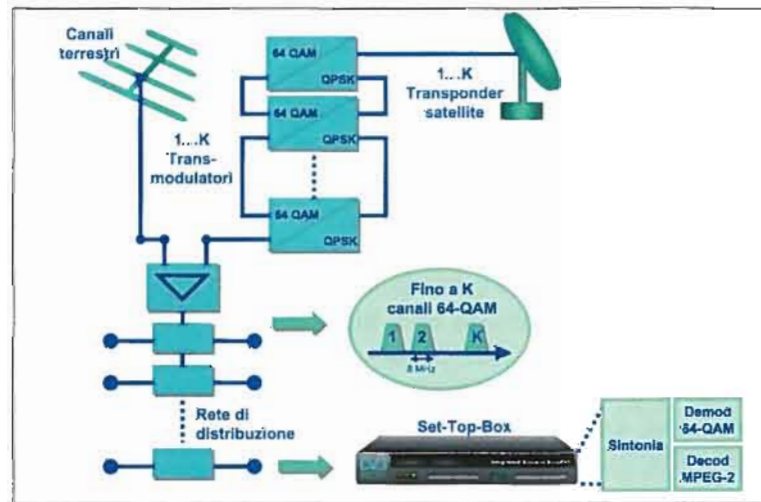 Canali
terrestri
64 QAM
QPSK
1....K
Transponder
satellite
64 QAM
QPSK
1....K
Trans-
modulatori
64 QAM
QPSK
Fino a K
canali 64-QAM
1 2 K
8 MHz
Rete di
distribuzione
Set-Top-Box
Sintonia
Demod
64-QAM
Decod
MPEG-2